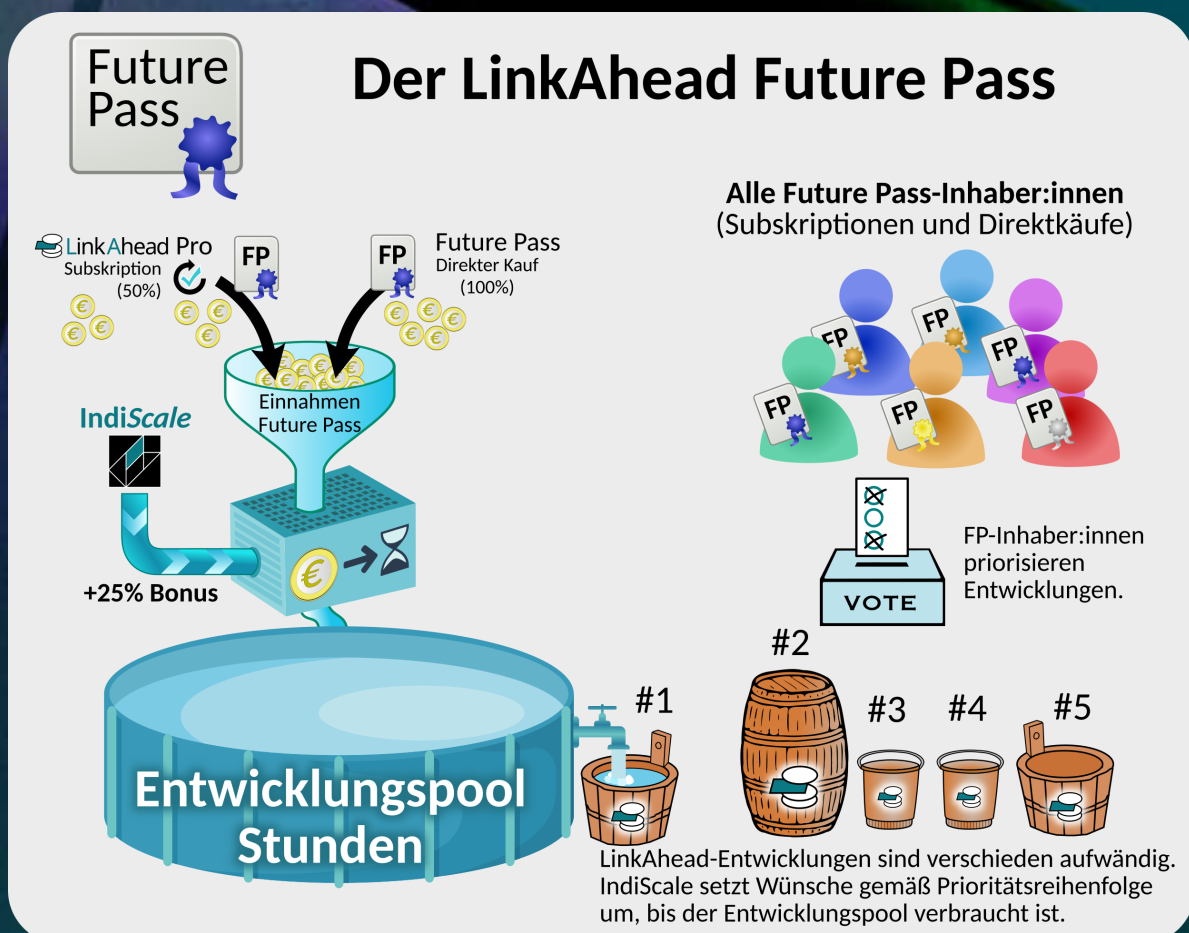 Future
Pass
Der LinkAhead Future Pass
LinkAhead Pro
Subskription
(50%)
FP
FP
Future Pass
Direkter Kauf
(100%)
Einnahmen
Future Pass
IndiScale
+25% Bonus
€
Entwicklungspool
Stunden
Alle Future Pass-Inhaber:innen
(Subskriptionen und Direktkäufe)
FP
FP
FP
FP
FP
FP
VOTE
FP-Inhaber:innen
priorisieren
Entwicklungen.
#1
#2
#3
#4
#5
LinkAhead-Entwicklungen sind verschieden aufwändig.
IndiScale setzt Wünsche gemäß Prioritätsreihenfolge
um, bis der Entwicklungspool verbraucht ist.